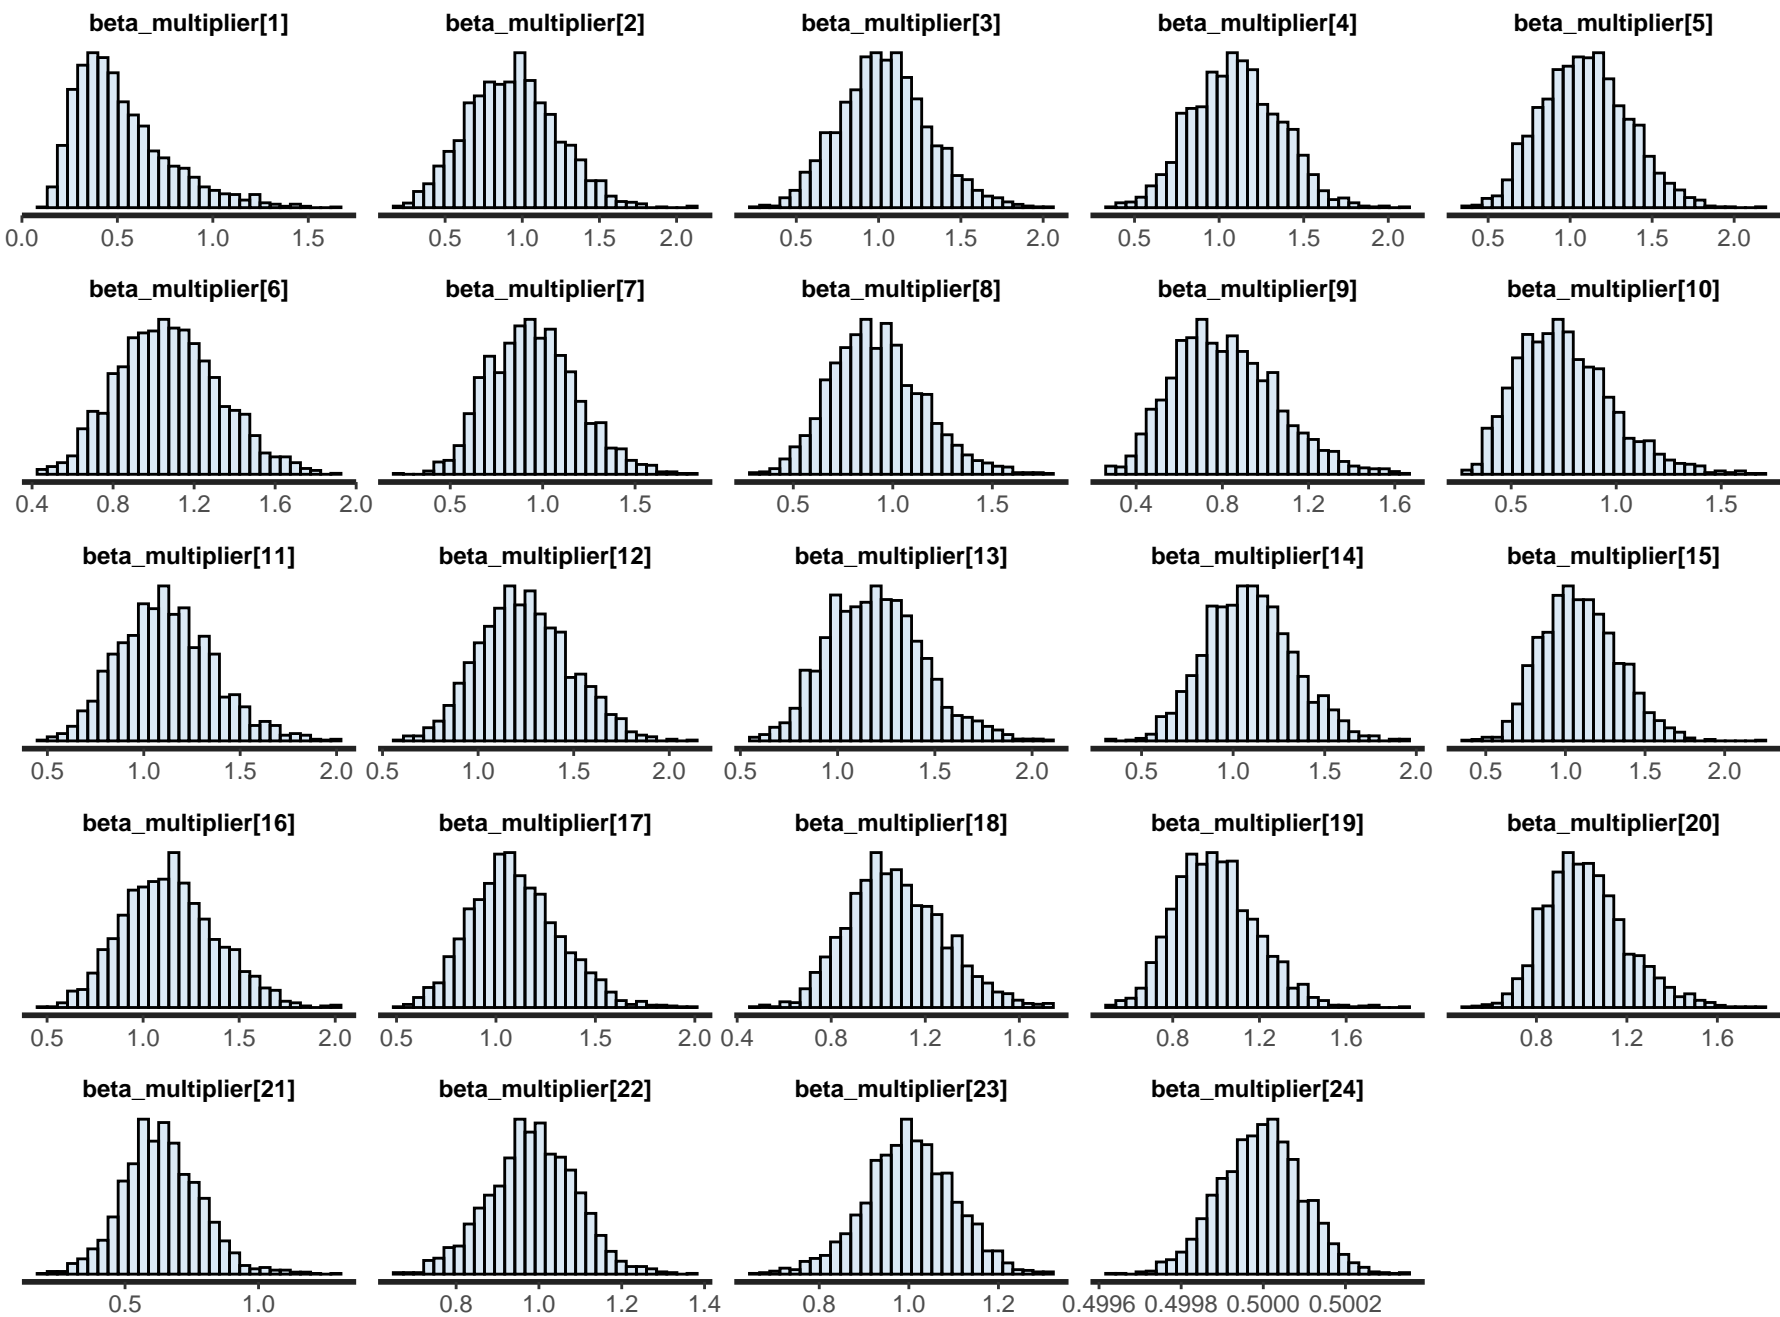 beta_multiplier[1] beta_multiplier[2] beta_multiplier[3] beta_multiplier[4] beta_multiplier[5]
0.0 0.5 1.0 1.5 0.5 1.0 1.5 2.0 0.5 1.0 1.5 2.0 0.5 1.0 1.5 2.0 0.5 1.0 1.5 2.0
beta_multiplier[6] beta_multiplier[7] beta_multiplier[8] beta_multiplier[9] beta_multiplier[10]
0.4 0.8 1.2 1.6 2.0 0.5 1.0 1.5 0.5 1.0 1.5 0.4 0.8 1.2 1.6 0.5 1.0 1.5
beta_multiplier[11] beta_multiplier[12] beta_multiplier[13] beta_multiplier[14] beta_multiplier[15]
0.5 1.0 1.5 2.0 0.5 1.0 1.5 2.0 0.5 1.0 1.5 2.0 0.5 1.0 1.5 2.0 0.5 1.0 1.5 2.0
beta_multiplier[16] beta_multiplier[17] beta_multiplier[18] beta_multiplier[19] beta_multiplier[20]
0.5 1.0 1.5 2.0 0.5 1.0 1.5 2.0 0.4 0.8 1.2 1.6 0.8 1.2 1.6 0.8 1.2 1.6
beta_multiplier[21] beta_multiplier[22] beta_multiplier[23] beta_multiplier[24]
0.5 1.0 0.8 1.0 1.2 1.4 0.8 1.0 1.2 0.4996 0.4998 0.5000 0.5002